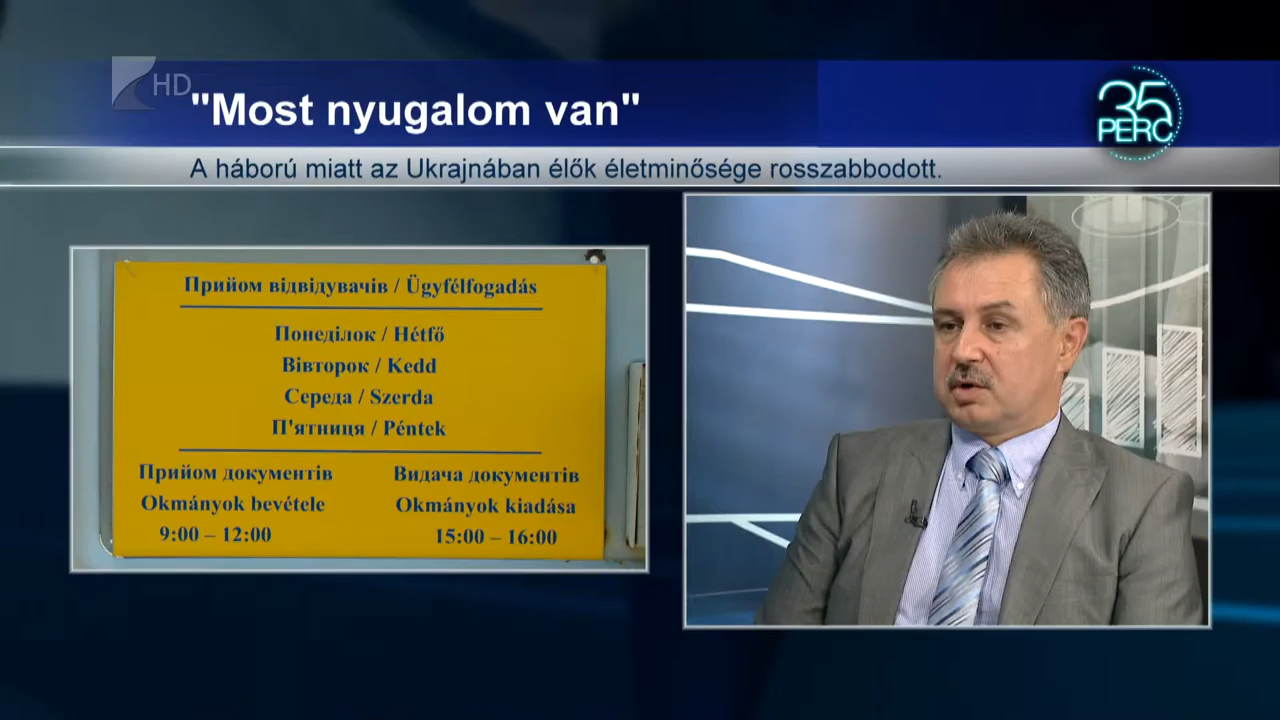 HD
"Most nyugalom van"
35
PERC
A háború miatt az Ukrajnában élők életminősége rosszabbodott.
Прийом відвідувачів / Ügyfélfogadás
Понеділок / Hétfő
Вівторок / Kedd
Середа / Szerda
П'ятниця / Péntek
Прийом документів
Okmányok bevétele
9:00 – 12:00
Видача документів
Okmányok kiadása
15:00 – 16:00